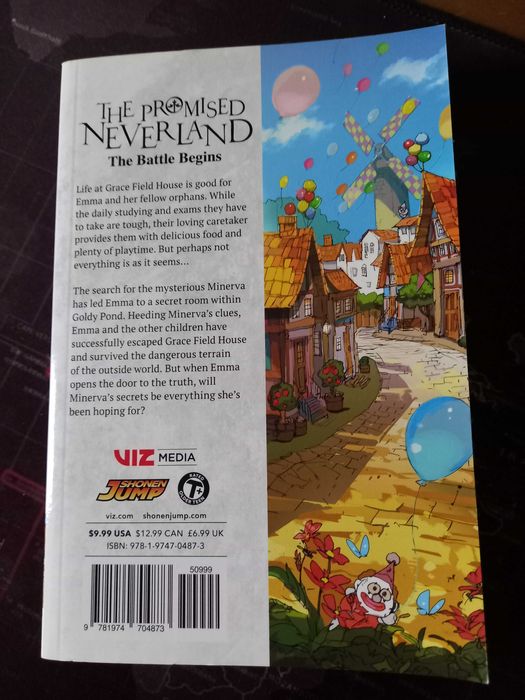 THE PROMISED
NEVERLAND
The Battle Begins
Life at Grace Field House is good for
Emma and her fellow orphans. While
the daily studying and exams they have
to take are tough, their loving caretaker
provides them with delicious food and
plenty of playtime. But perhaps not
everything is as it seems...
The search for the mysterious Minerva
has led Emma to a secret room within
Goldy Pond. Heeding Minerva's clues,
Emma and the other children have
successfully escaped Grace Field House
and survived the dangerous terrain
of the outside world. But when Emma
opens the door to the truth, will
Minerva's secrets be everything she's
been hoping for?
VIZ MEDIA
SHONEN
JUMP
RATED
T+
OLDER TEEN
viz.com shonenjump.com
$9.99 USA $12.99 CAN £6.99 UK
ISBN: 978-1-9747-0487-3
50999
9 781974 704873